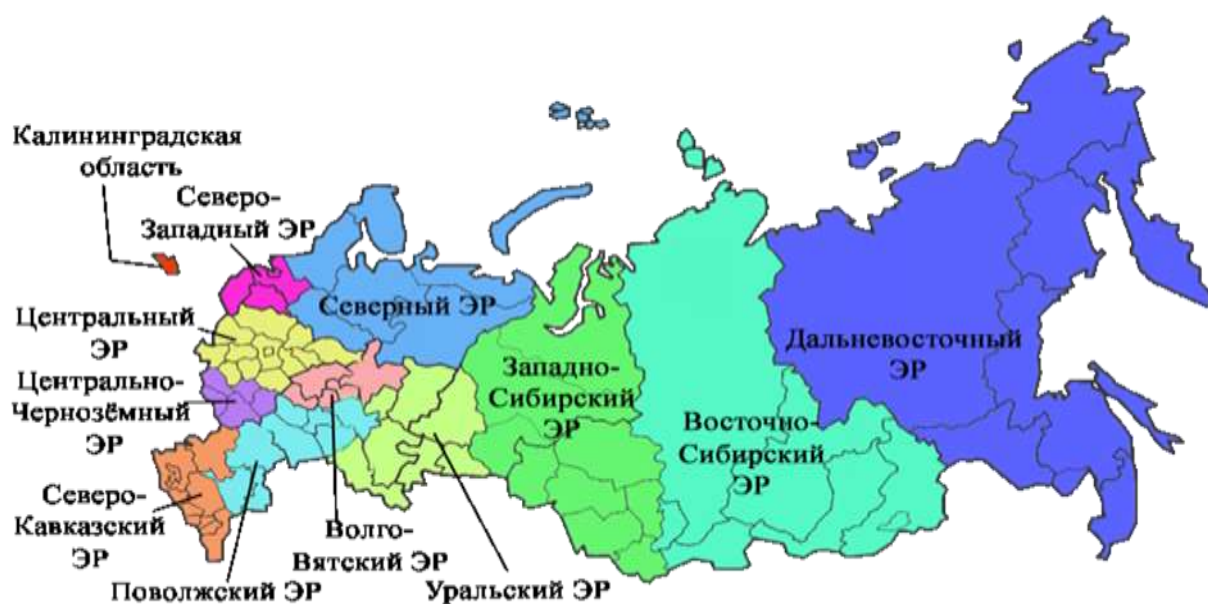 Калининградская
область
Северо-
Западный ЭР
Северный ЭР
Центральный
ЭР
Центрально-
Чернозёмный
ЭР
Северо-
Кавказский
ЭР
Поволжский ЭР
Волго-
Вятский ЭР
Уральский ЭР
Западно-
Сибирский
ЭР
Восточно-
Сибирский
ЭР
Дальневосточный
ЭР